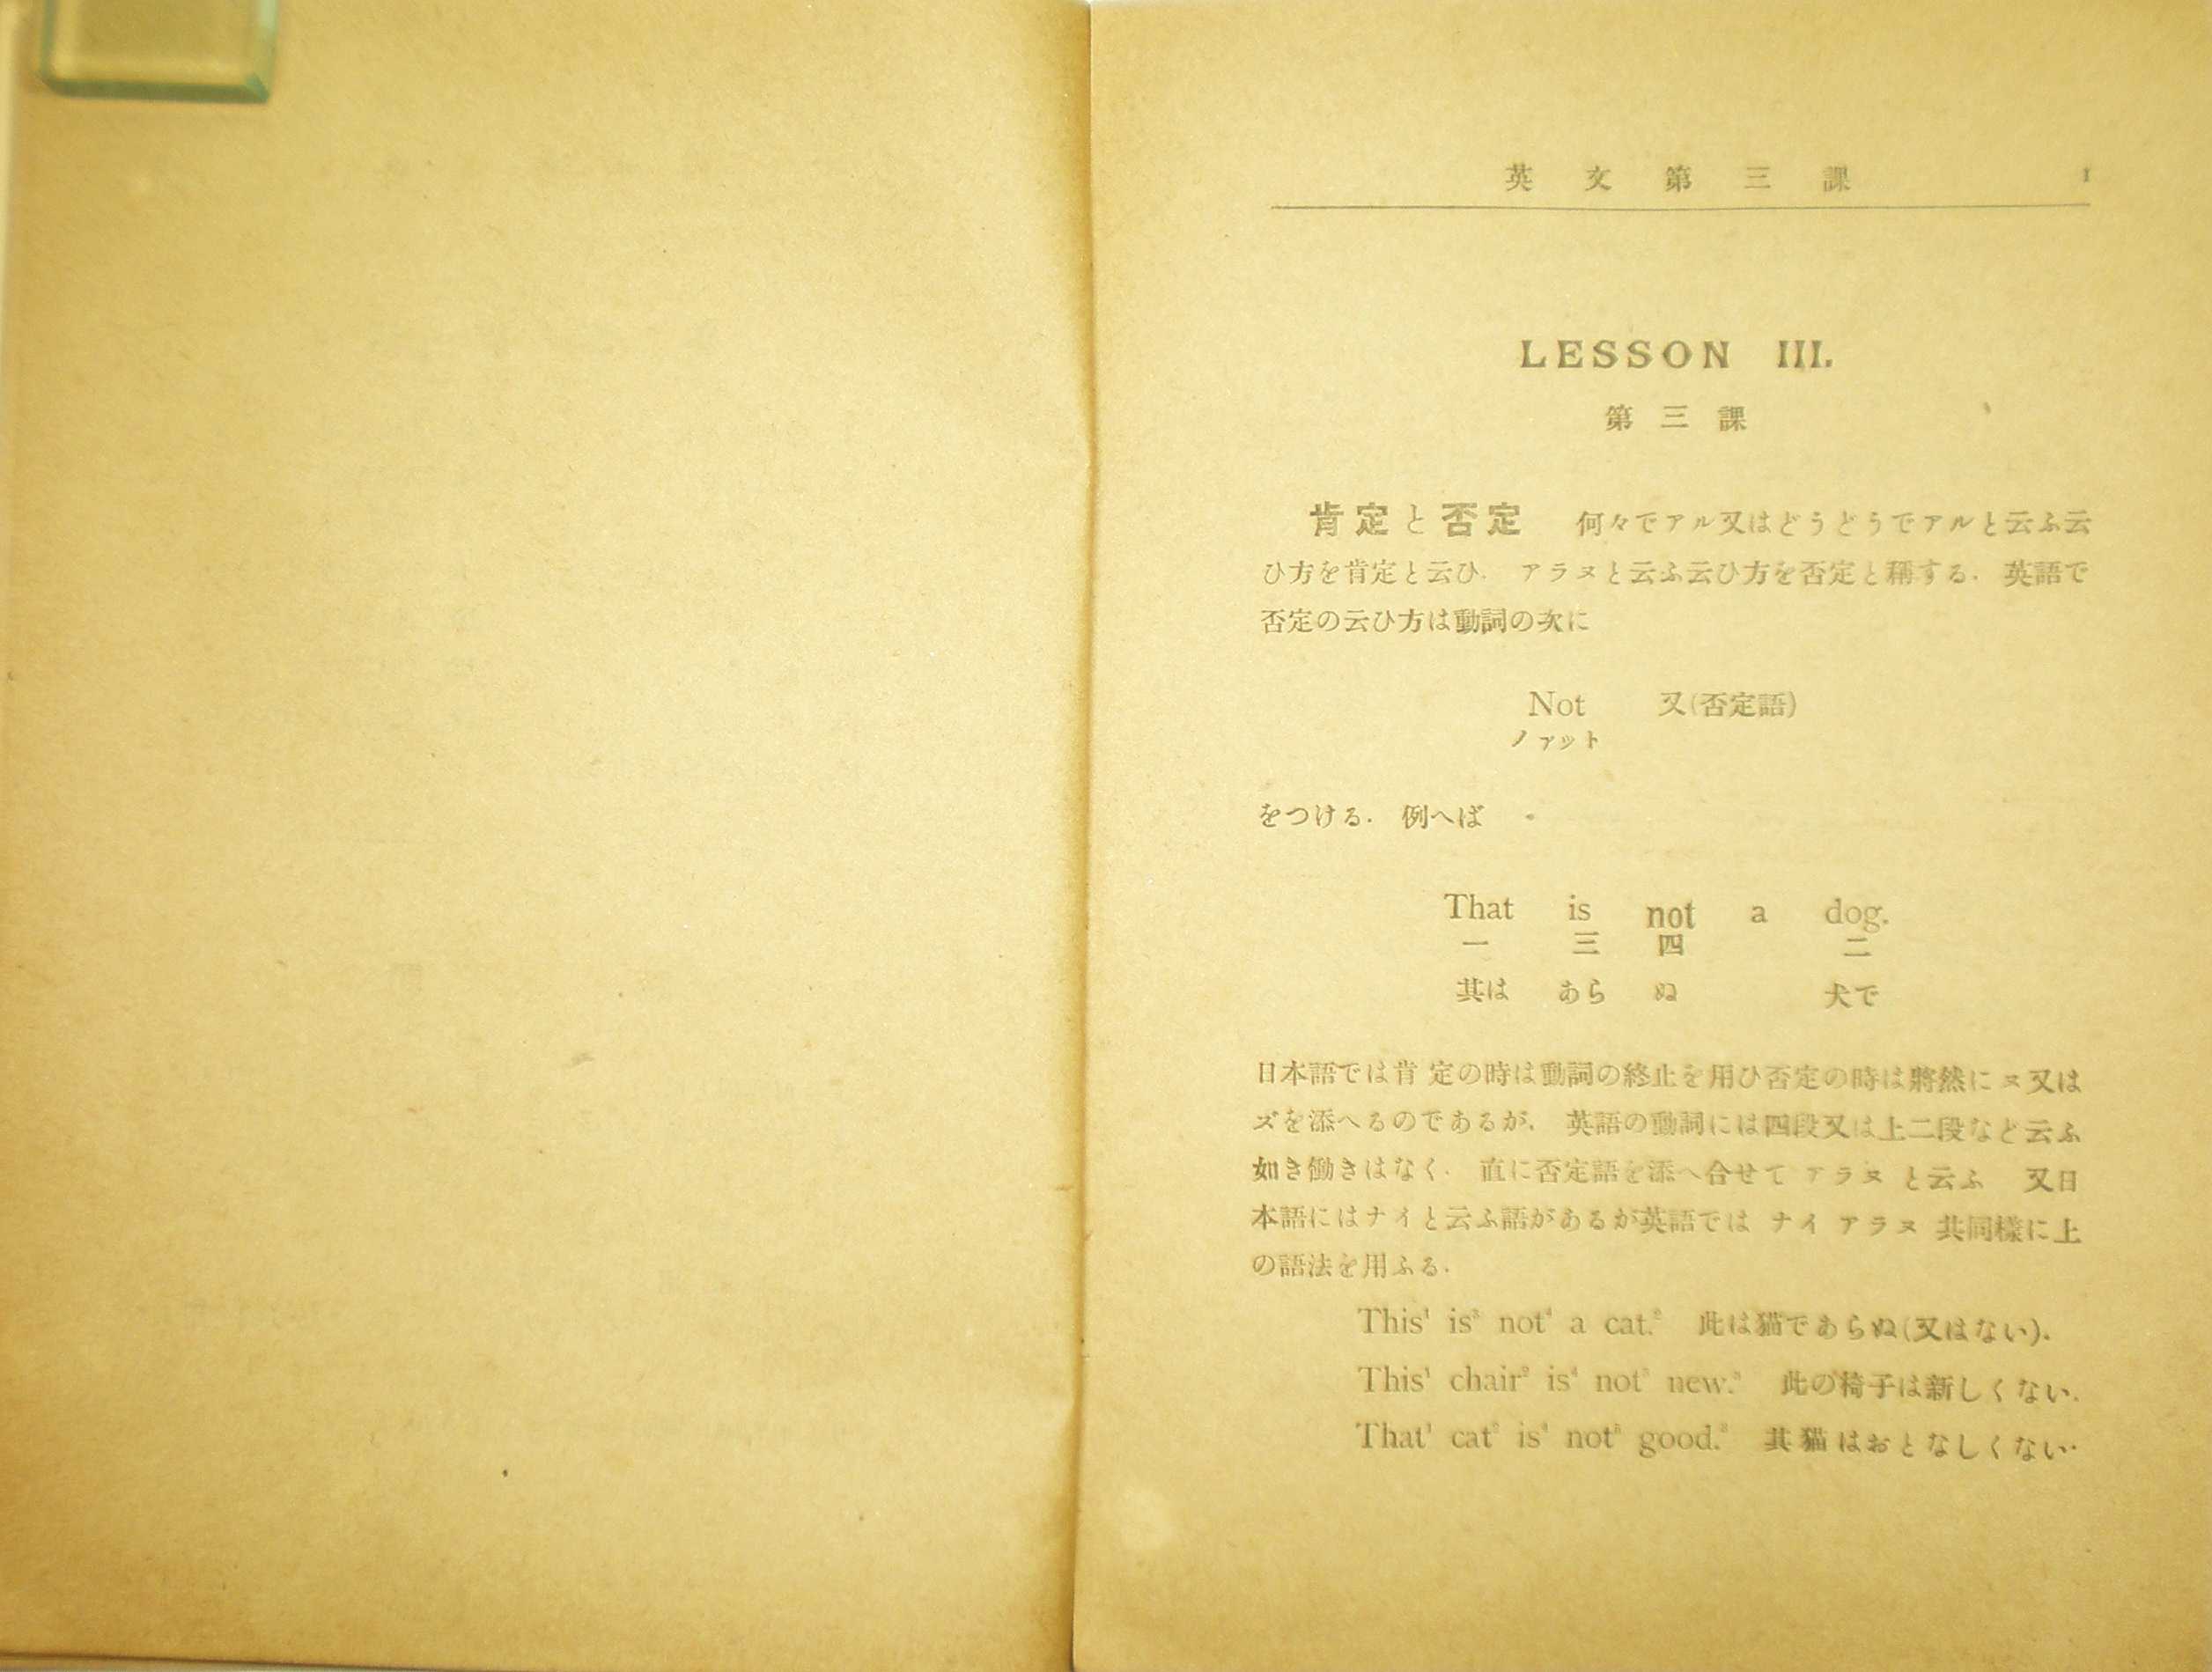 英文第三課 1
LESSON III.
第三課
肯定と否定 何々でアル又はどうどうでアルと云ふ云
ひ方を肯定と云ひ. アラヌと云ふ云ひ方を否定と稱する. 英語で
否定の云ひ方は動詞の次に
Not 又(否定語)
ノァット
をつける. 例へば
That is not a dog.
一 三 四 二
其は あら ぬ 犬で
日本語では肯定の時は動詞の終止を用ひ否定の時は將然にヌ又は
ズを添へるのであるが. 英語の動詞には四段又は上二段など云ふ
如き働きはなく. 直に否定語を添へ合せて アラヌ と云ふ 又日
本語にはナイと云ふ語があるが英語では ナイ アラヌ 共同樣に上
の語法を用ふる.
This¹ is³ not⁴ a cat.² 此は猫であらぬ(又はない).
This¹ chair² is⁴ not⁵ new.³ 此の椅子は新しくない.
That¹ cat² is⁴ not⁵ good.³ 其猫はおとなしくない.